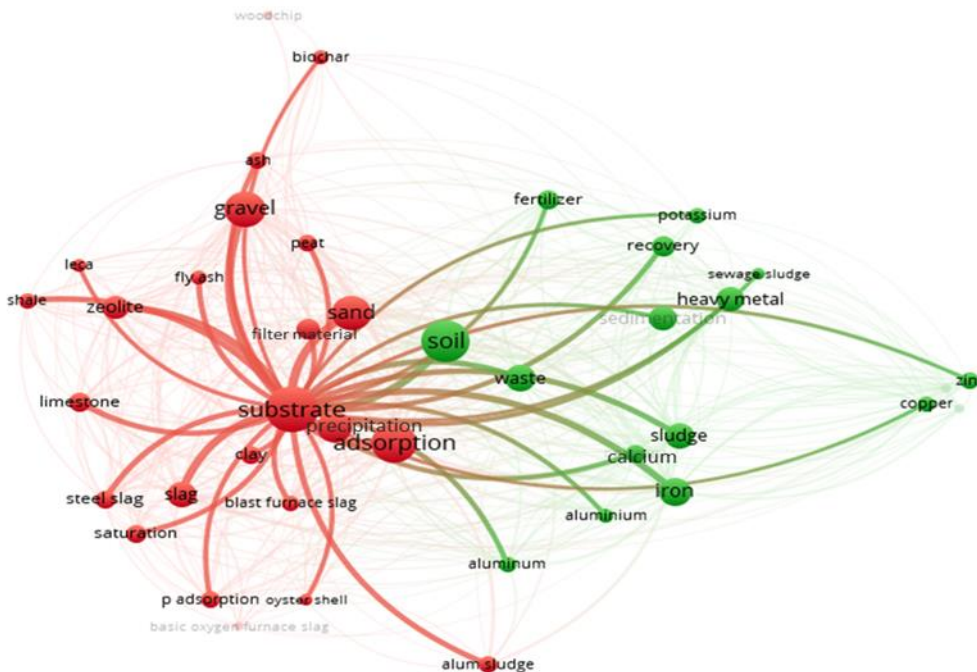 woodchip
biochar
ash
gravel
fertilizer
potassium
peat
recovery
leca
fly ash
sewage sludge
shale
zeolite
sand
heavy metal
sedimentation
filter material
soil
waste
zin
limestone
substrate
copper
precipitation
adsorption
sludge
clay
calcium
steel slag
slag
blast furnace slag
iron
aluminium
saturation
aluminum
p adsorption
oyster shell
basic oxygen furnace slag
alum sludge